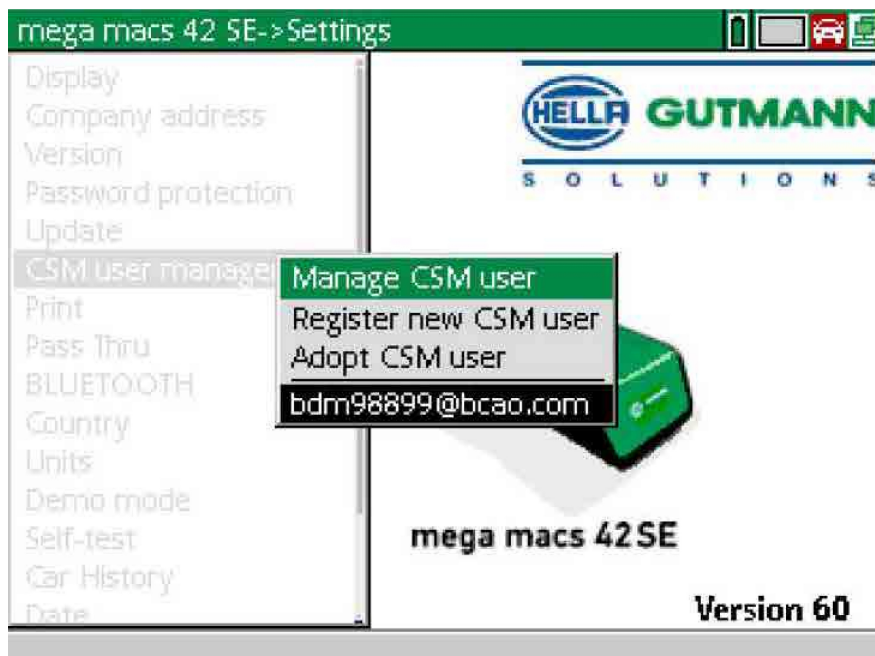 mega macs 42 SE->Settings
HELLA GUTMANN
SOLUTIONS
Display
Company address
Version
Password protection
Update
CSM user manage
Print
Pass Thru
BLUETOOTH
Country
Units
Demo mode
Self-test
Car History
Date
Manage CSM user
Register new CSM user
Adopt CSM user
bdm98899@bcao.com
mega macs 42SE
Version 60